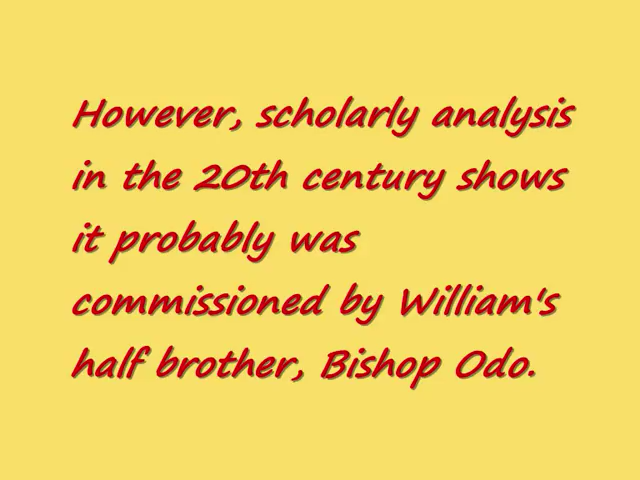 However, scholarly analysis
in the 20th century shows
it probably was
commissioned by William's
half brother, Bishop Odo.